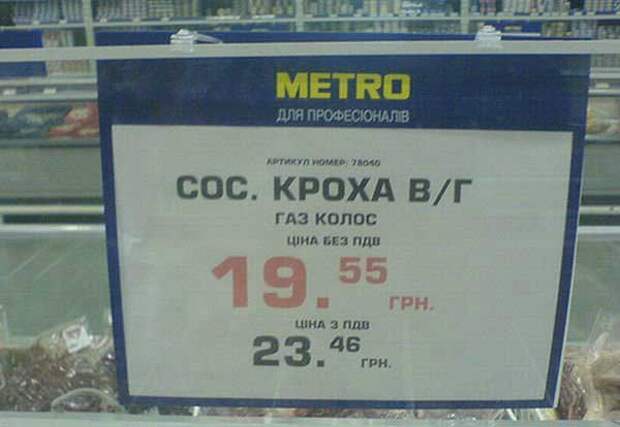 METRO
ДЛЯ ПРОФЕСІОНАЛІВ
АРТИКУЛ НОМЕР: 78040
СОС. КРОХА В/Г
ГАЗ КОЛОС
ЦІНА БЕЗ ПДВ
19.55 ГРН.
ЦІНА З ПДВ
23.46 ГРН.